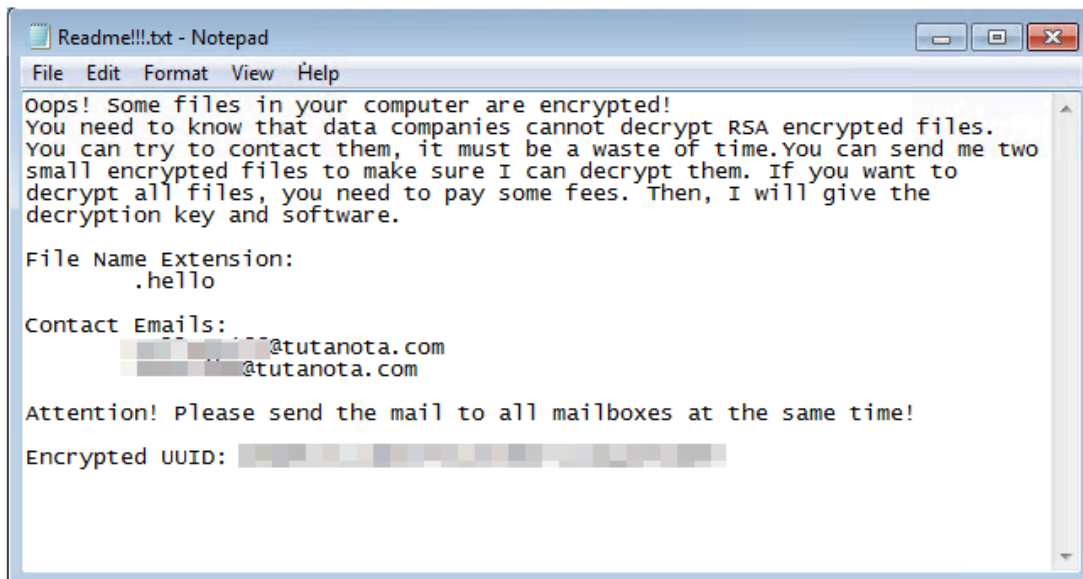 Readme!!!.txt - Notepad
File Edit Format View Help
Oops! Some files in your computer are encrypted!
You need to know that data companies cannot decrypt RSA encrypted files.
You can try to contact them, it must be a waste of time.You can send me two
small encrypted files to make sure I can decrypt them. If you want to
decrypt all files, you need to pay some fees. Then, I will give the
decryption key and software.
File Name Extension:
.hello
Contact Emails:
@tutanota.com
@tutanota.com
Attention! Please send the mail to all mailboxes at the same time!
Encrypted UUID: